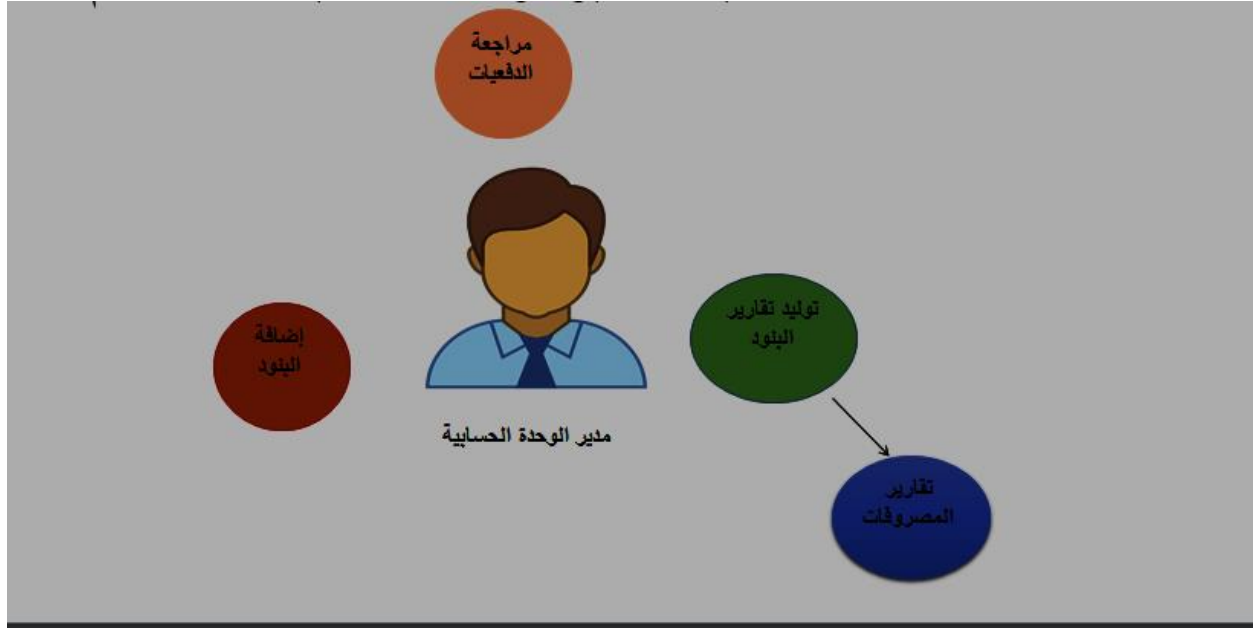 مراجعة
الدفعيات
توليد تقارير
البنود
إضافة
البنود
مدير الوحدة الحسابية
تقارير
المصروفات